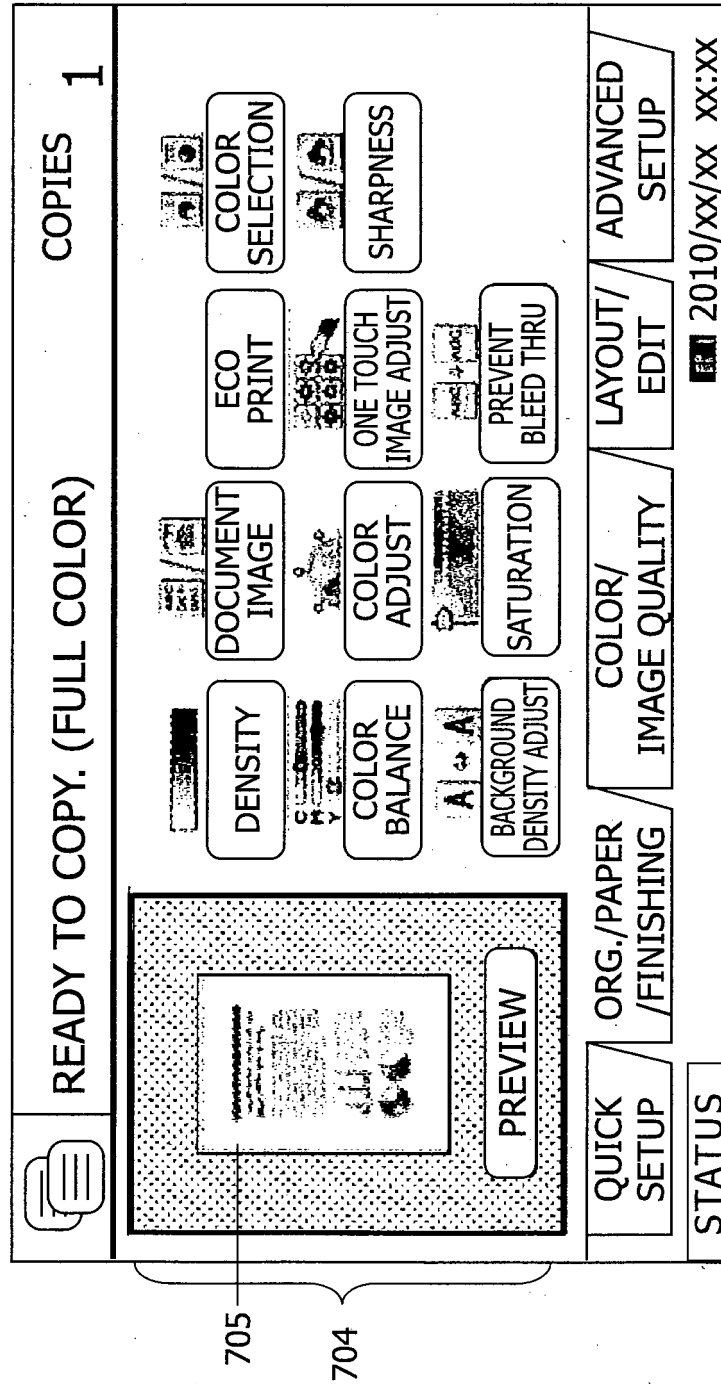 READY TO COPY. (FULL COLOR)
COPIES 1
DENSITY
DOCUMENT
IMAGE
ECO
PRINT
COLOR
SELECTION
C
M
Y
COLOR
BALANCE
COLOR
ADJUST
ONE TOUCH
IMAGE ADJUST
SHARPNESS
A A
BACKGROUND
DENSITY ADJUST
SATURATION
ABC ABC
PREVENT
BLEED THRU
PREVIEW
705
704
QUICK
SETUP
ORG./PAPER
/FINISHING
COLOR/
IMAGE QUALITY
LAYOUT/
EDIT
ADVANCED
SETUP
STATUS
2010/xx/xx xx:xx